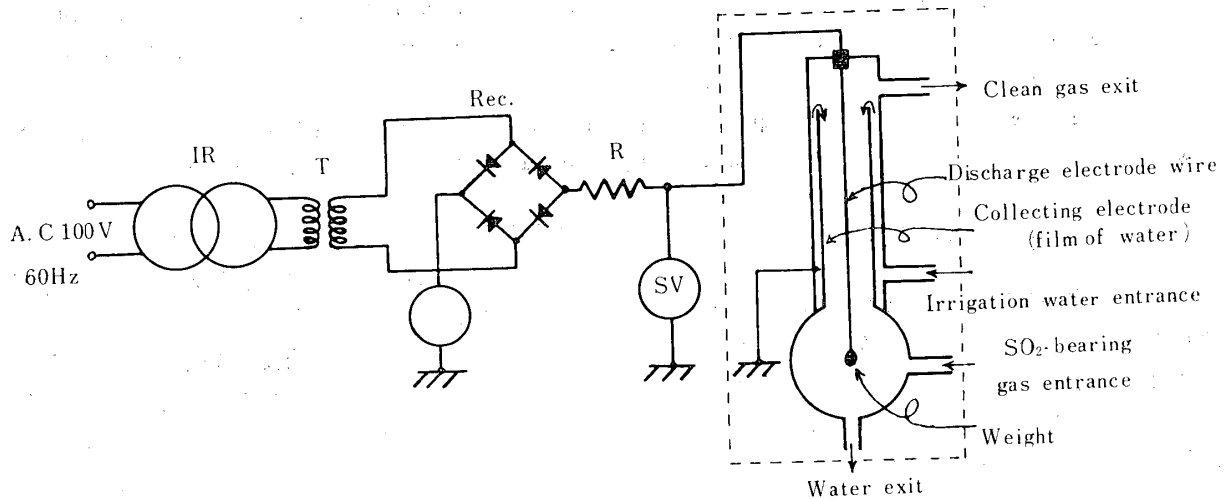 Rec.
IR
T
R
A. C 100 V
60Hz
SV
Clean gas exit
Discharge electrode wire
Collecting electrode
(film of water)
Irrigation water entrance
SO₂-bearing
gas entrance
Weight
Water exit